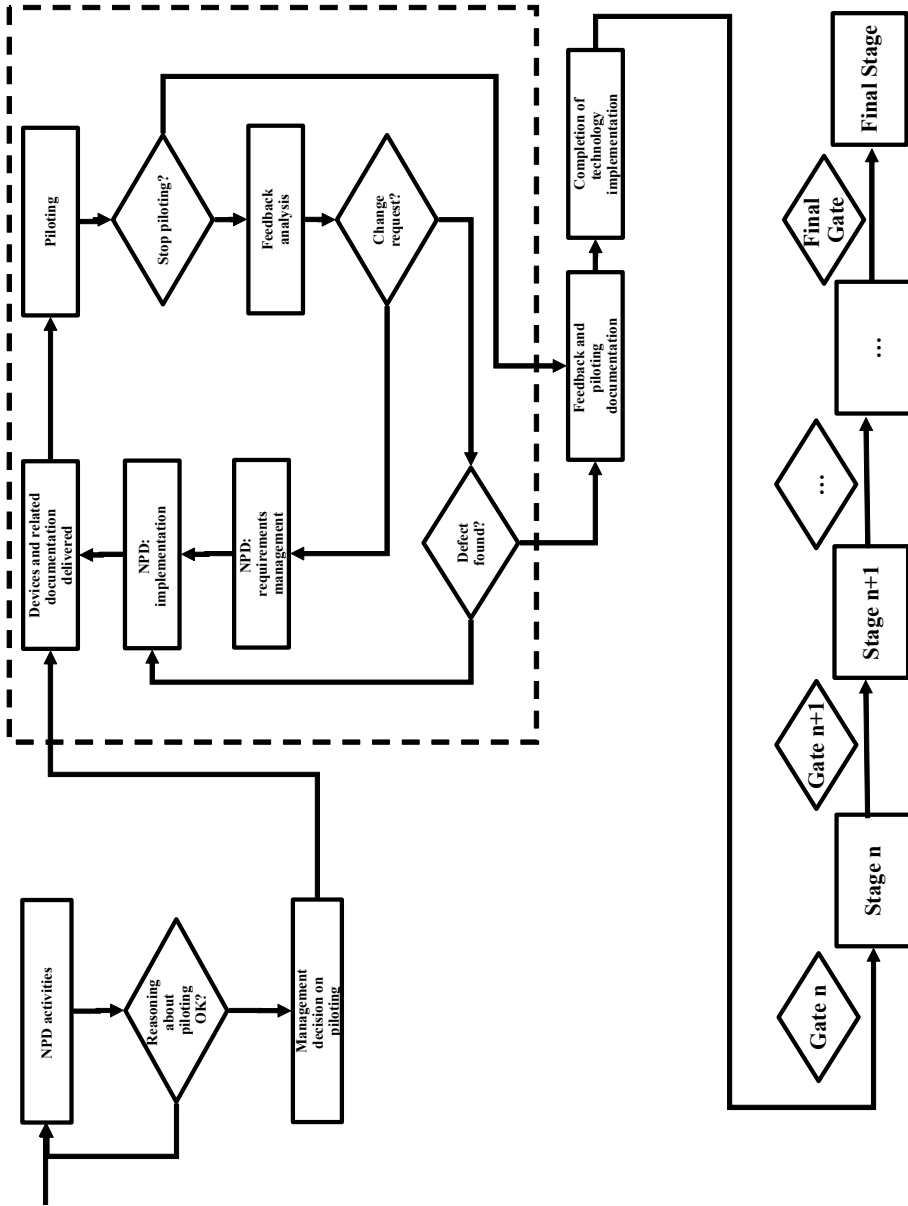 NPD activities
Reasoning
about
piloting
OK?
Management
decision on
piloting
Devices and related
documentation
delivered
NPD:
implementation
NPD:
requirements
management
Defect
found?
Piloting
Stop piloting?
Feedback
analysis
Change
request?
Feedback and
piloting
documentation
Completion of
technology
implementation
Gate n
Stage n
Gate n+1
Stage n+1
…
…
Final
Gate
Final Stage